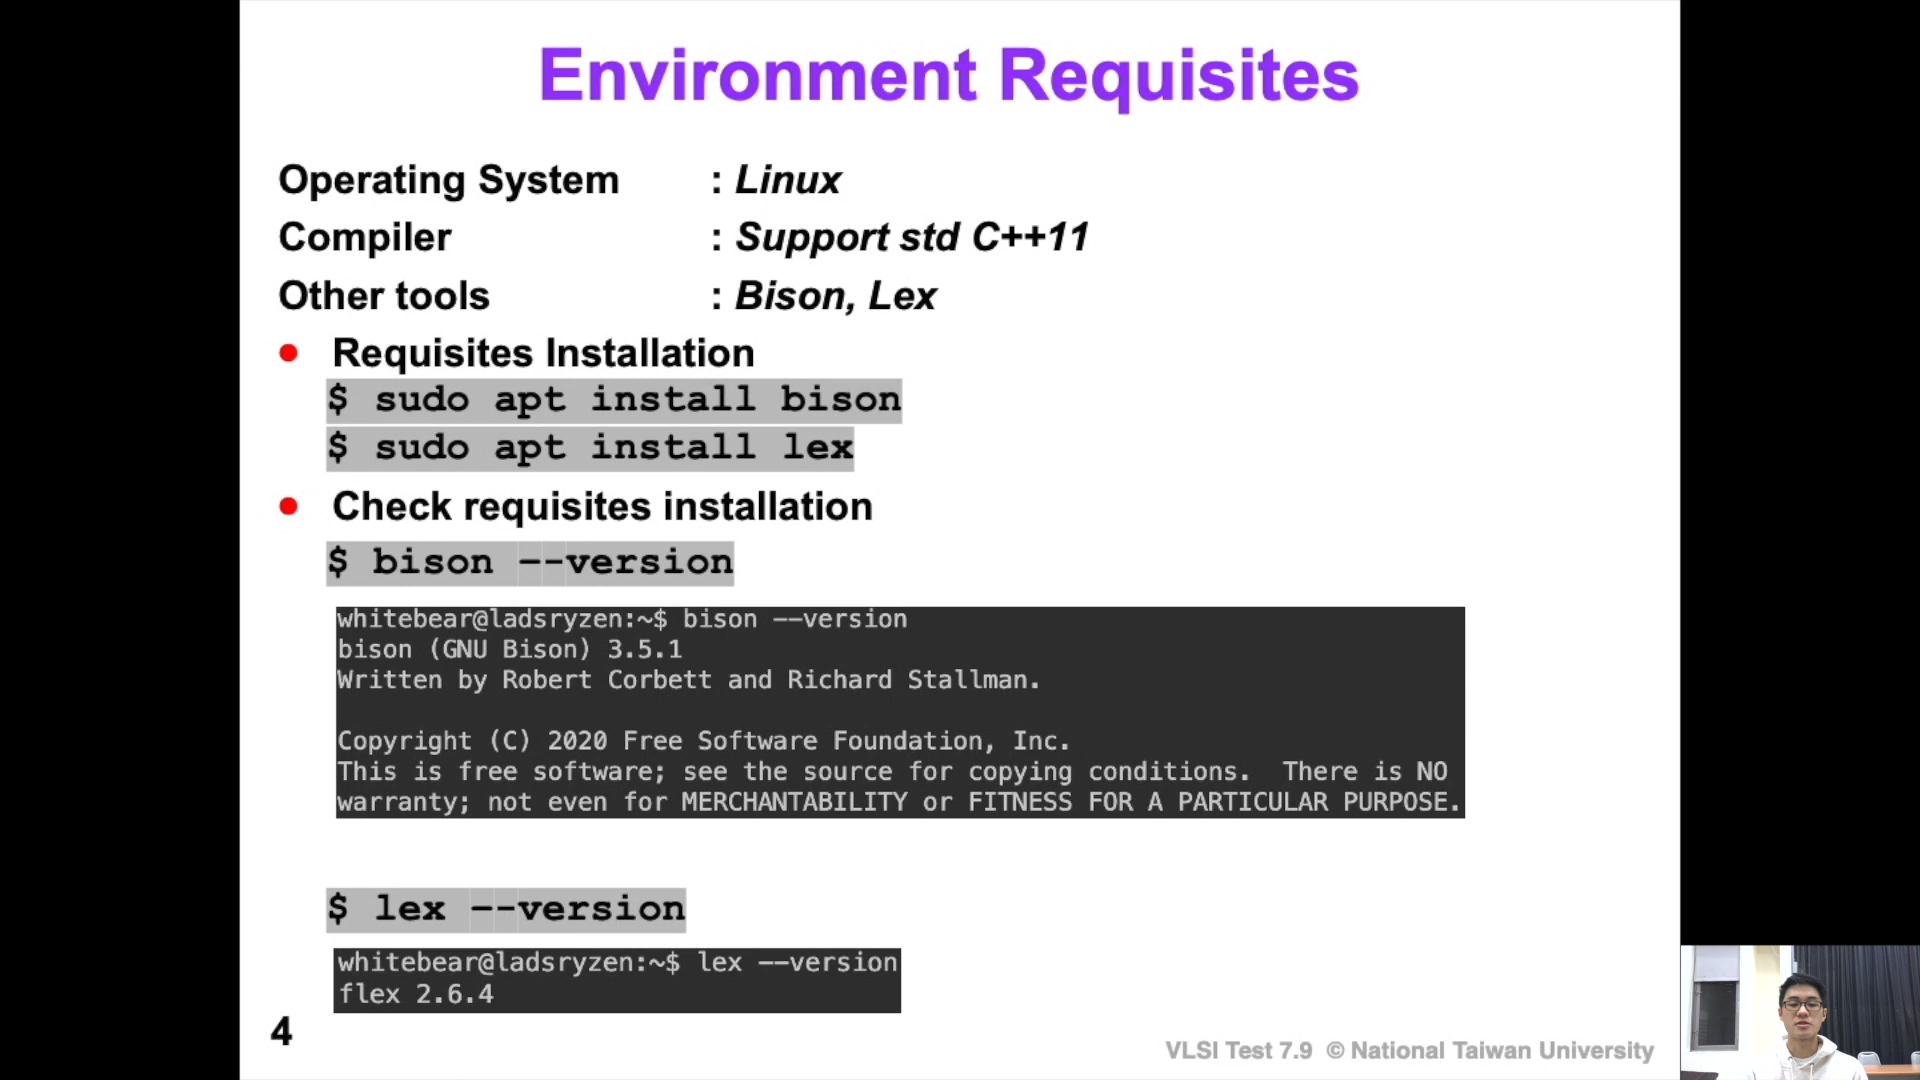 Environment Requisites
Operating System : Linux
Compiler : Support std C++11
Other tools : Bison, Lex
Requisites Installation
$ sudo apt install bison
$ sudo apt install lex
Check requisites installation
$ bison --version
whitebear@ladsryzen:~$ bison --version
bison (GNU Bison) 3.5.1
Written by Robert Corbett and Richard Stallman.
Copyright (C) 2020 Free Software Foundation, Inc.
This is free software; see the source for copying conditions.  There is NO
warranty; not even for MERCHANTABILITY or FITNESS FOR A PARTICULAR PURPOSE.
$ lex --version
whitebear@ladsryzen:~$ lex --version
flex 2.6.4
4
VLSI Test 7.9 © National Taiwan University